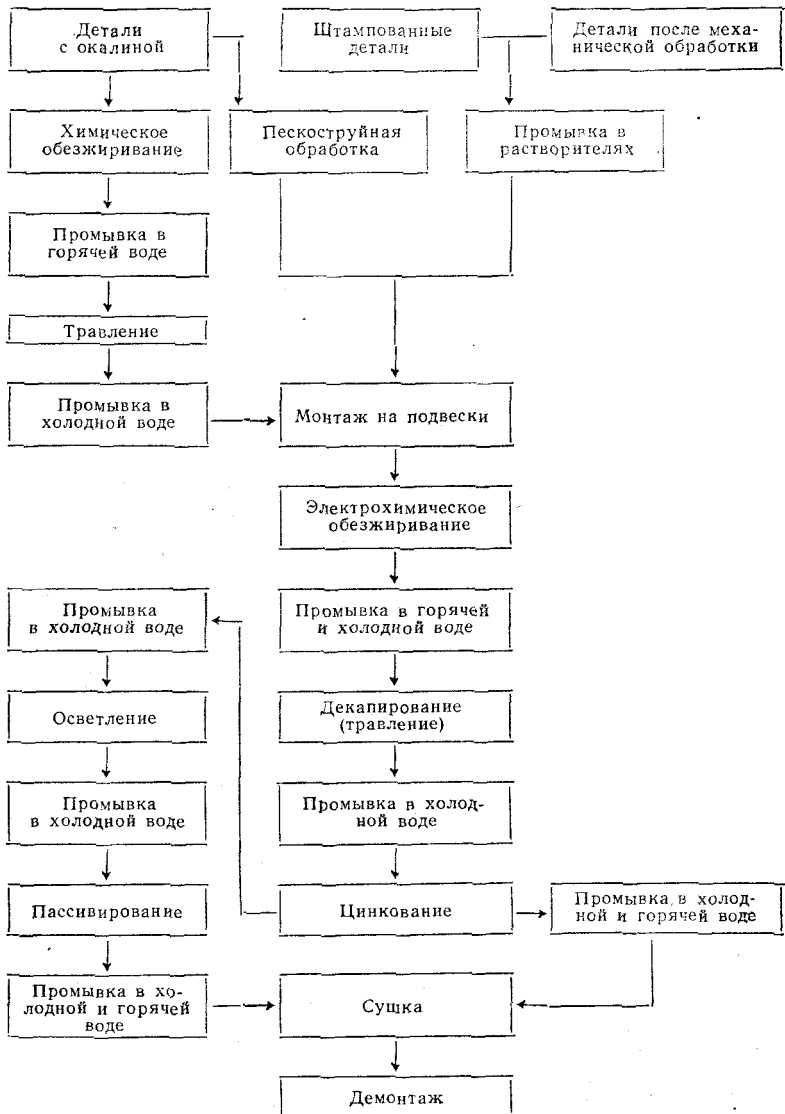 Детали
с окалиной
Штампованные
детали
Детали после меха-
нической обработки
Химическое
обезжиривание
Пескоструйная
обработка
Промывка в
растворителях
Промывка в
горячей воде
Травление
Промывка в
холодной воде
Монтаж на подвески
Электрохимическое
обезжиривание
Промывка
в холодной воде
Промывка в горячей
и холодной воде
Осветление
Декапирование
(травление)
Промывка
в холодной воде
Промывка в холод-
ной воде
Пассивирование
Цинкование
Промывка в холод-
ной и горячей воде
Промывка в хо-
лодной и горячей
воде
Сушка
Демонтаж